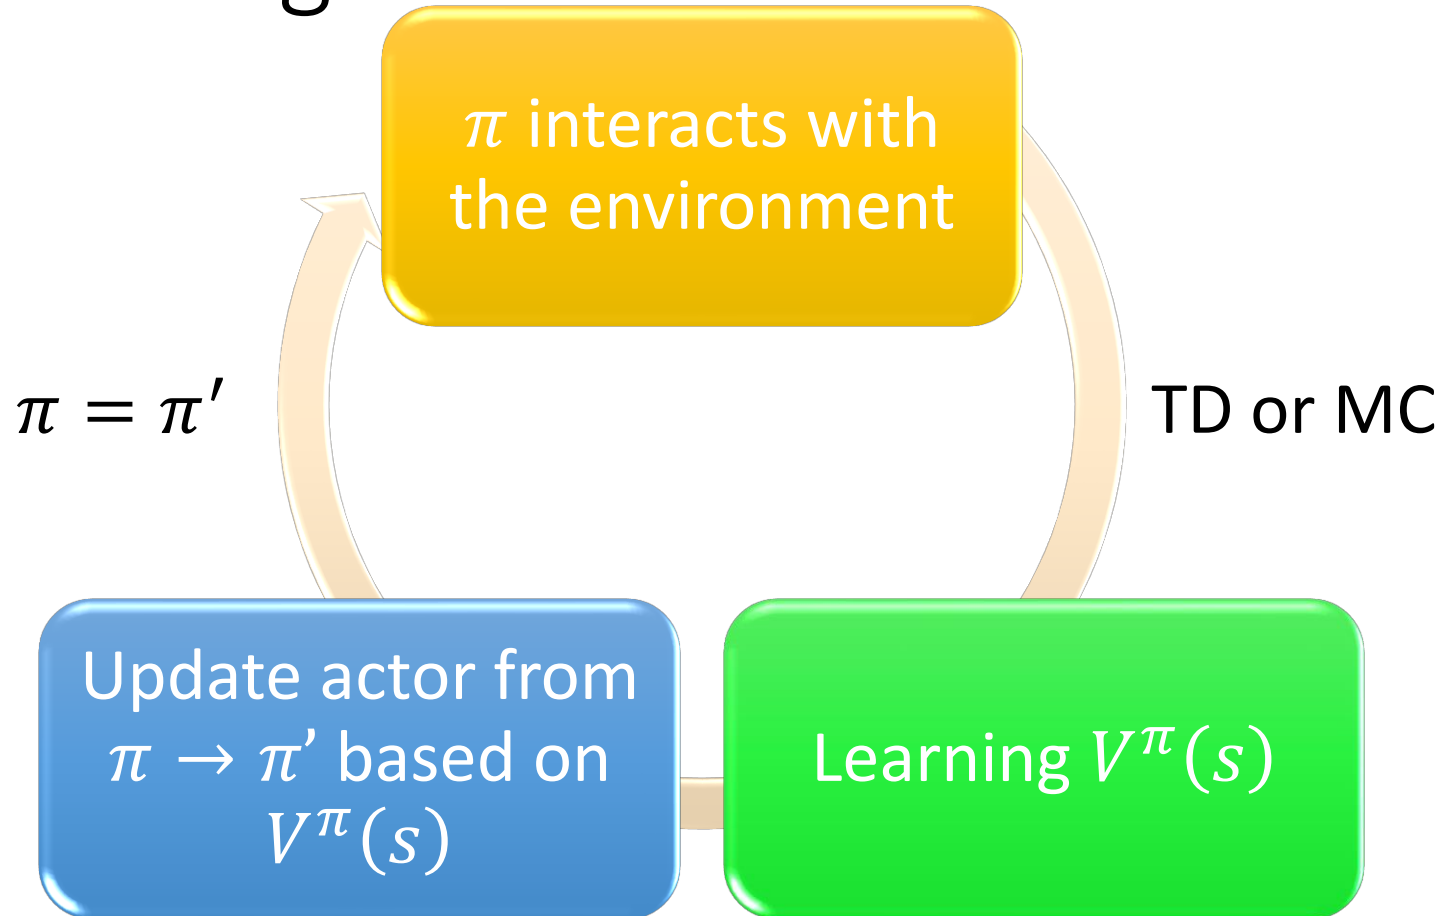 π interacts with
the environment
π = π′
TD or MC
Update actor from
π → π’ based on
V^π(s)
Learning V^π(s)